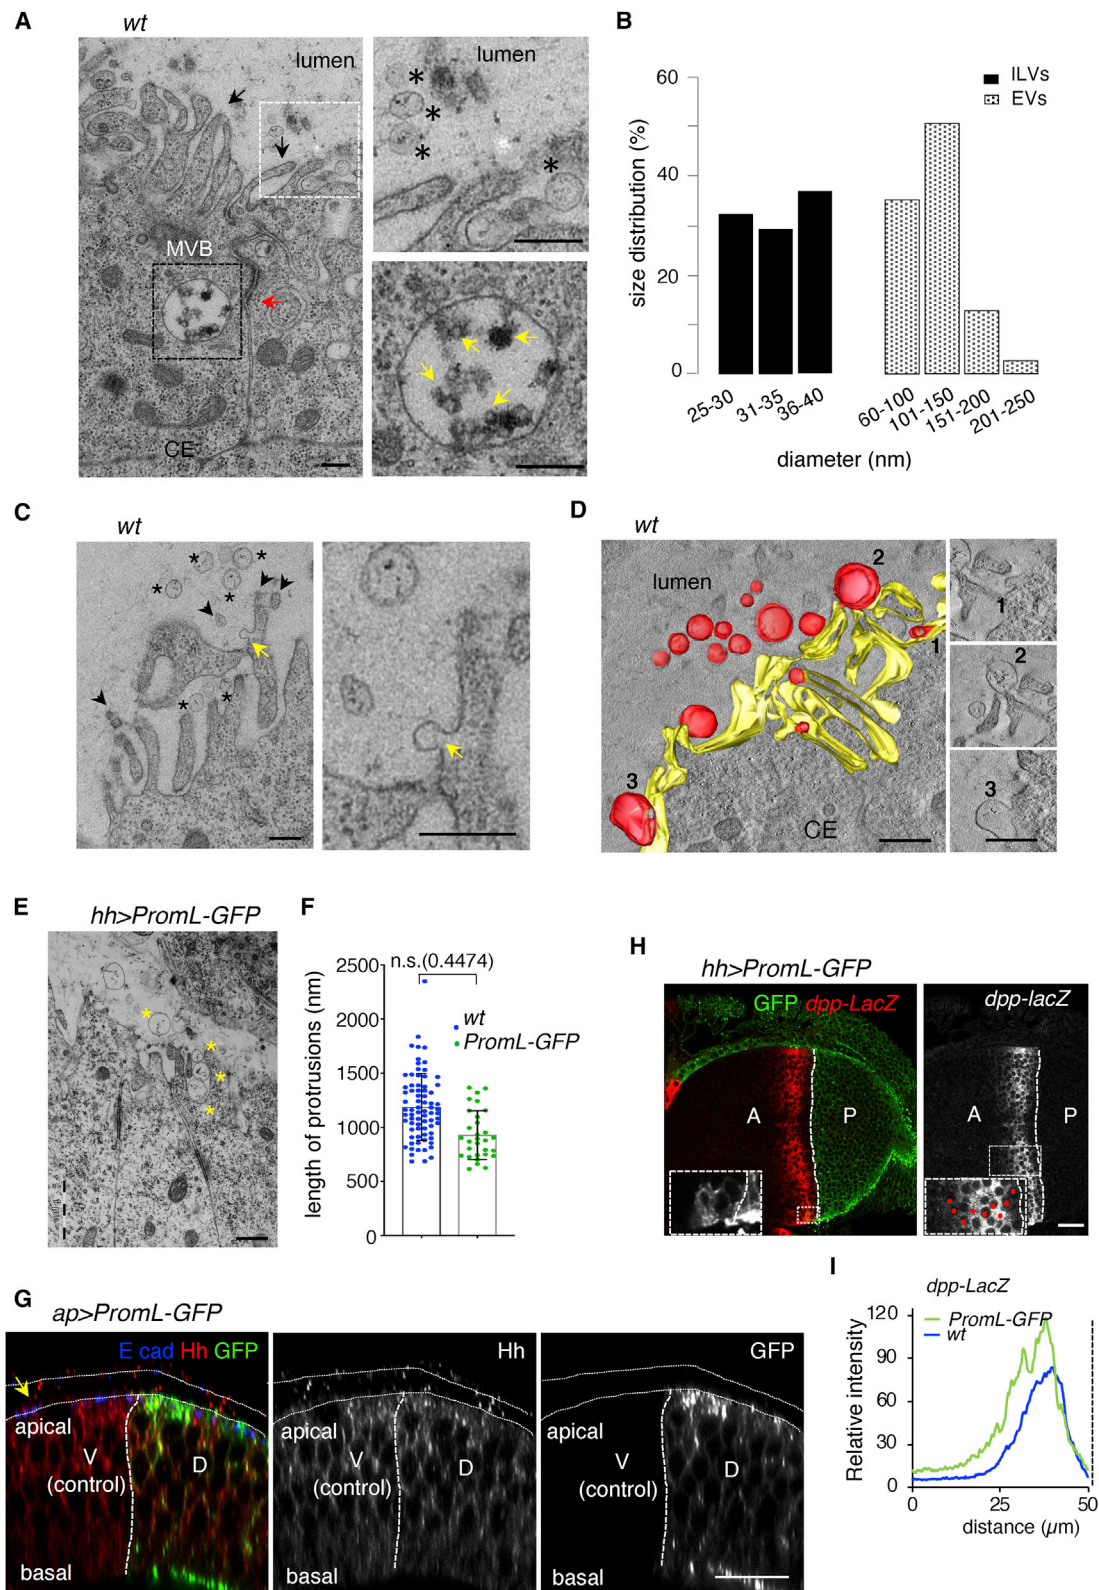 A
wt
lumen
MVB
CE
lumen
* * * *
B
60
40
20
0
size distribution (%)
ILVs
EVs
25-30
31-35
36-40
60-100
101-150
151-200
201-250
diameter (nm)
C
wt
* * * * * *
D
wt
lumen
2
1
3
CE
1
2
3
E
hh>PromL-GFP
* * * *
F
n.s.(0.4474)
2500
2000
1500
1000
500
0
length of protrusions (nm)
wt
PromL-GFP
H
hh>PromL-GFP
GFP dpp-LacZ
A
P
dpp-lacZ
A
P
G
ap>PromL-GFP
E cad Hh GFP
apical
V
(control)
D
basal
Hh
apical
V
(control)
D
basal
GFP
apical
V
(control)
D
basal
I
dpp-LacZ
PromL-GFP
wt
120
90
60
30
0
Relative intensity
0
25
50
distance (µm)